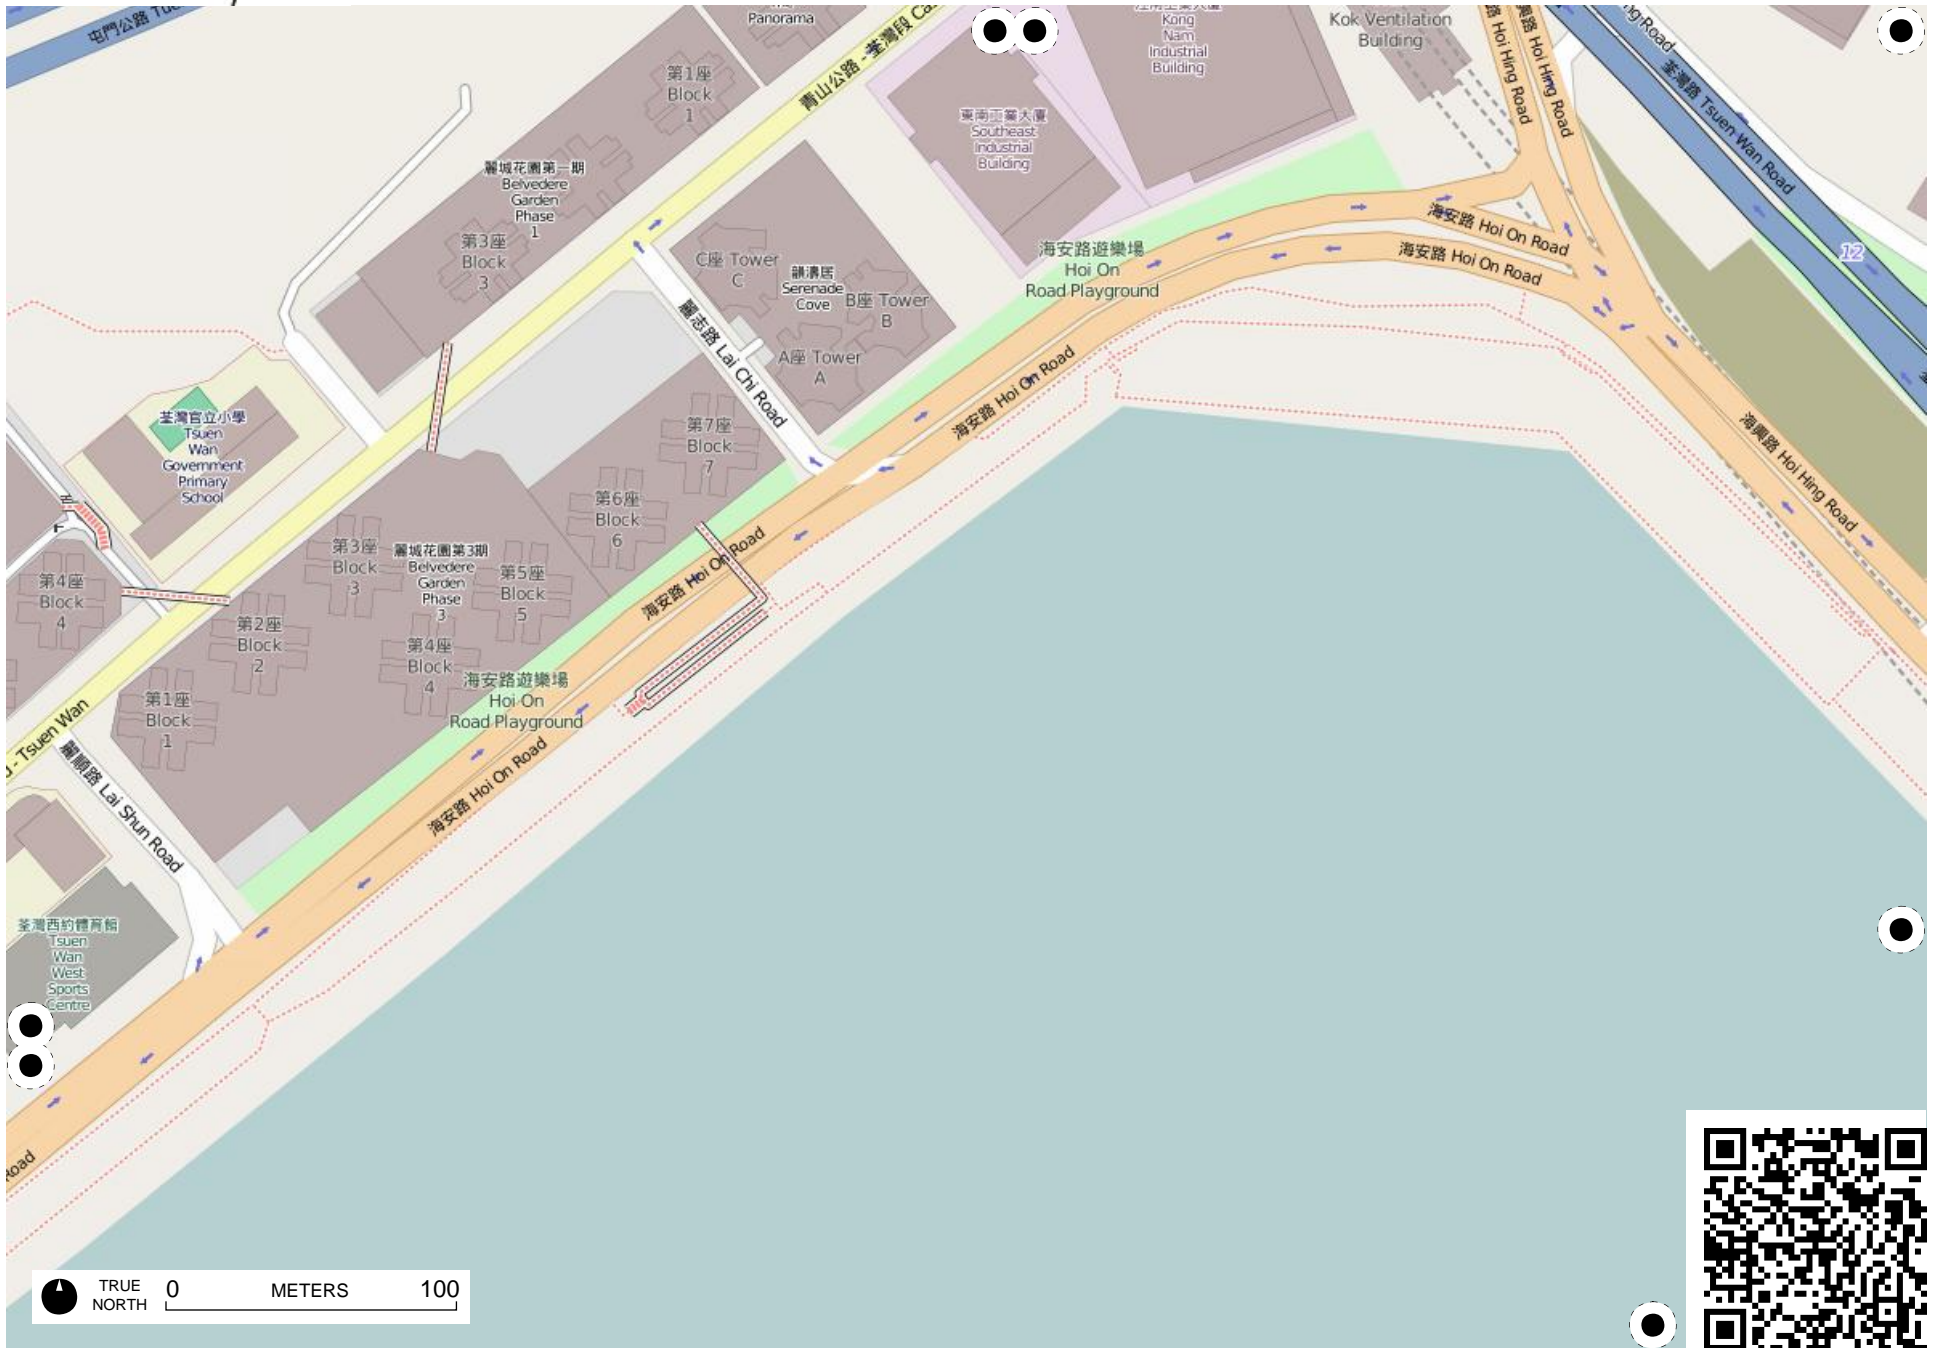 屯門公路
Panorama
青山公路 - 荃灣段
江南工業大廈
Kong
Nam
Industrial
Building
Kok Ventilation
Building
路 Hoi Hing Road
興路 Hoi Hing Road
Road
荃灣路 Tsuen Wan Road
第1座
Block
1
東南工業大廈
Southeast
Industrial
Building
麗城花園第一期
Belvedere
Garden
Phase
1
第3座
Block
3
C座 Tower
C
韻濤居
Serenade
Cove
B座 Tower
B
A座 Tower
A
海安路遊樂場
Hoi On
Road Playground
海安路 Hoi On Road
海安路 Hoi On Road
12
麗志路 Lai Chi Road
海安路 Hoi On Road
荃灣官立小學
Tsuen
Wan
Government
Primary
School
第7座
Block
7
海興路 Hoi Hing Road
第6座
Block
6
第3座
Block
3
麗城花園第3期
Belvedere
Garden
Phase
3
第5座
Block
5
海安路 Hoi On Road
第4座
Block
4
第2座
Block
2
第4座
Block
4
海安路遊樂場
Hoi On
Road Playground
第1座
Block
1
- Tsuen Wan
麗順路 Lai Shun Road
海安路 Hoi On Road
荃灣西約體育館
Tsuen
Wan
West
Sports
Centre
Road
TRUE
NORTH
0 METERS 100